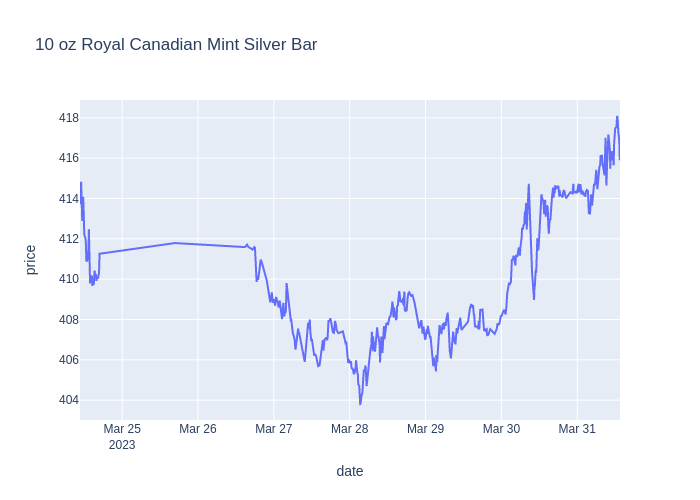 10 oz Royal Canadian Mint Silver Bar
418
416
414
412
410
408
406
404
price
Mar 25
2023
Mar 26
Mar 27
Mar 28
Mar 29
Mar 30
Mar 31
date